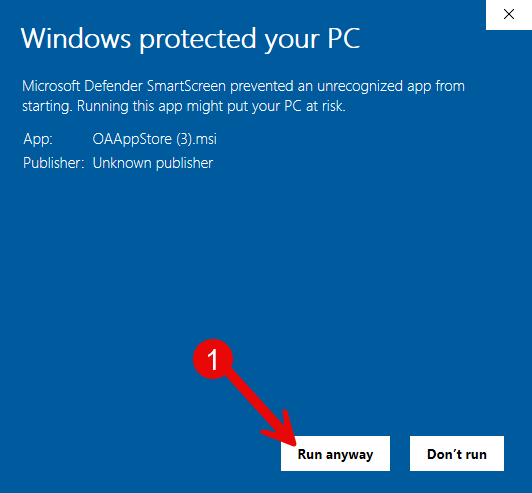 Windows protected your PC
Microsoft Defender SmartScreen prevented an unrecognized app from
starting. Running this app might put your PC at risk.
App: OAAppStore (3).msi
Publisher: Unknown publisher
1
Run anyway Don't run